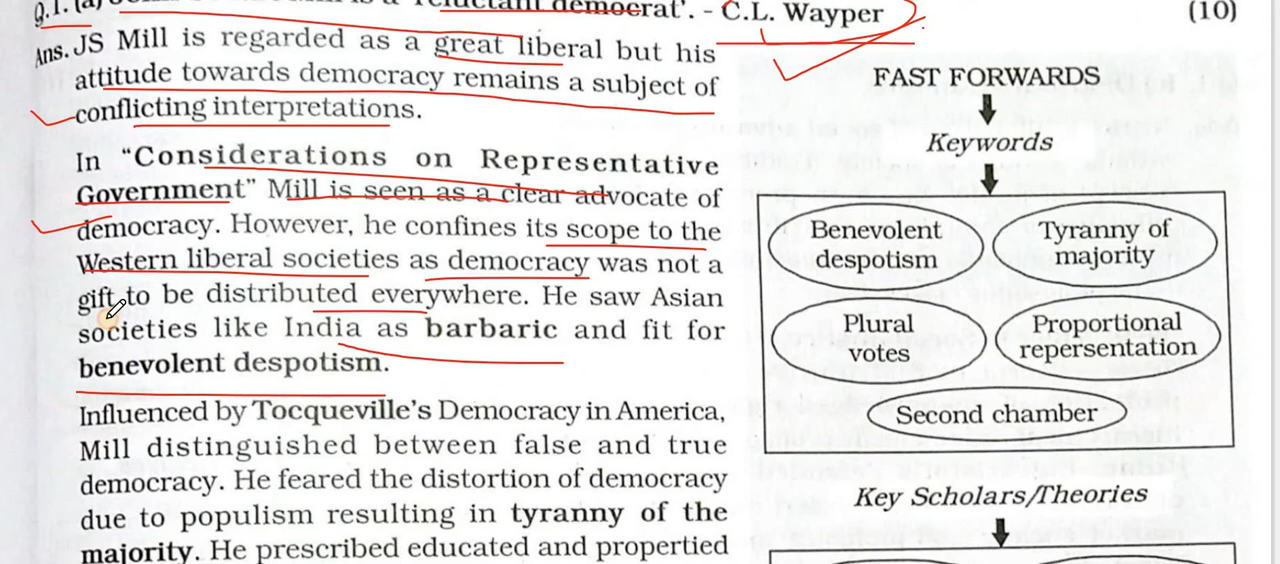 Q.1. (a) is a 'reluctant democrat'. - C.L. Wayper (10)
Ans. JS Mill is regarded as a great liberal but his
attitude towards democracy remains a subject of
conflicting interpretations.
In "Considerations on Representative
Government" Mill is seen as a clear advocate of
democracy. However, he confines its scope to the
Western liberal societies as democracy was not a
gift to be distributed everywhere. He saw Asian
societies like India as barbaric and fit for
benevolent despotism.
Influenced by Tocqueville's Democracy in America,
Mill distinguished between false and true
democracy. He feared the distortion of democracy
due to populism resulting in tyranny of the
majority. He prescribed educated and propertied
FAST FORWARDS
Keywords
Benevolent
despotism
Tyranny of
majority
Plural
votes
Proportional
repersentation
Second chamber
Key Scholars/Theories